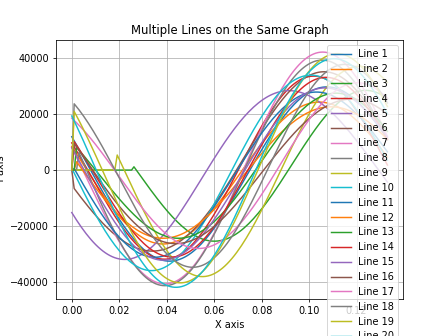 Multiple Lines on the Same Graph
40000
20000
0
−20000
−40000
0.00
0.02
0.04
0.06
0.08
0.10
X axis
axis
Line 1
Line 2
Line 3
Line 4
Line 5
Line 6
Line 7
Line 8
Line 9
Line 10
Line 11
Line 12
Line 13
Line 14
Line 15
Line 16
Line 17
Line 18
Line 19
Line 20